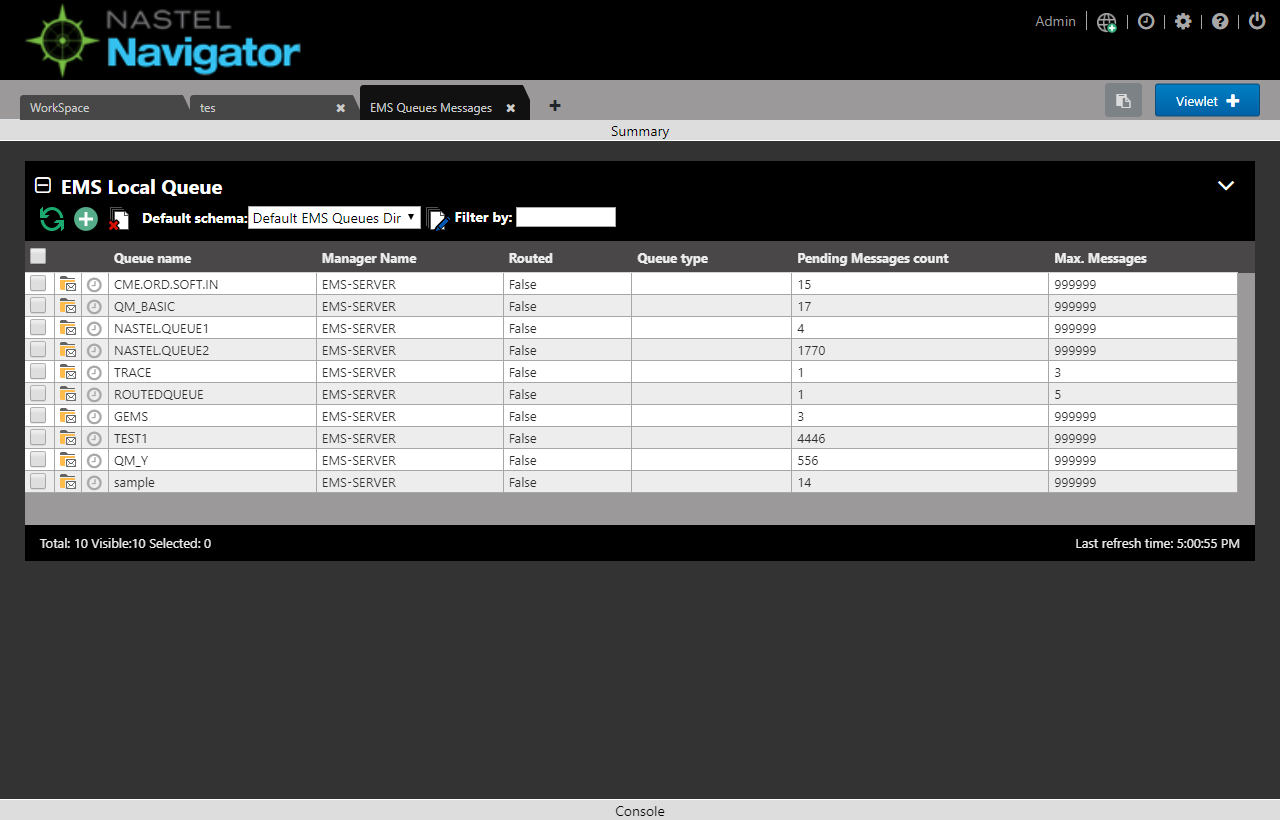 NASTEL
Navigator
Admin
WorkSpace tes EMS Queues Messages Viewlet
Summary
EMS Local Queue
Default schema: Default EMS Queues Dir Filter by:
Queue name Manager Name Routed Queue type Pending Messages count Max. Messages
CME.ORD.SOFT.IN EMS-SERVER False 15 999999
QM_BASIC EMS-SERVER False 17 999999
NASTEL.QUEUE1 EMS-SERVER False 4 999999
NASTEL.QUEUE2 EMS-SERVER False 1770 999999
TRACE EMS-SERVER False 1 3
ROUTEDQUEUE EMS-SERVER False 1 5
GEMS EMS-SERVER False 3 999999
TEST1 EMS-SERVER False 4446 999999
QM_Y EMS-SERVER False 556 999999
sample EMS-SERVER False 14 999999
Total: 10 Visible:10 Selected: 0 Last refresh time: 5:00:55 PM
Console